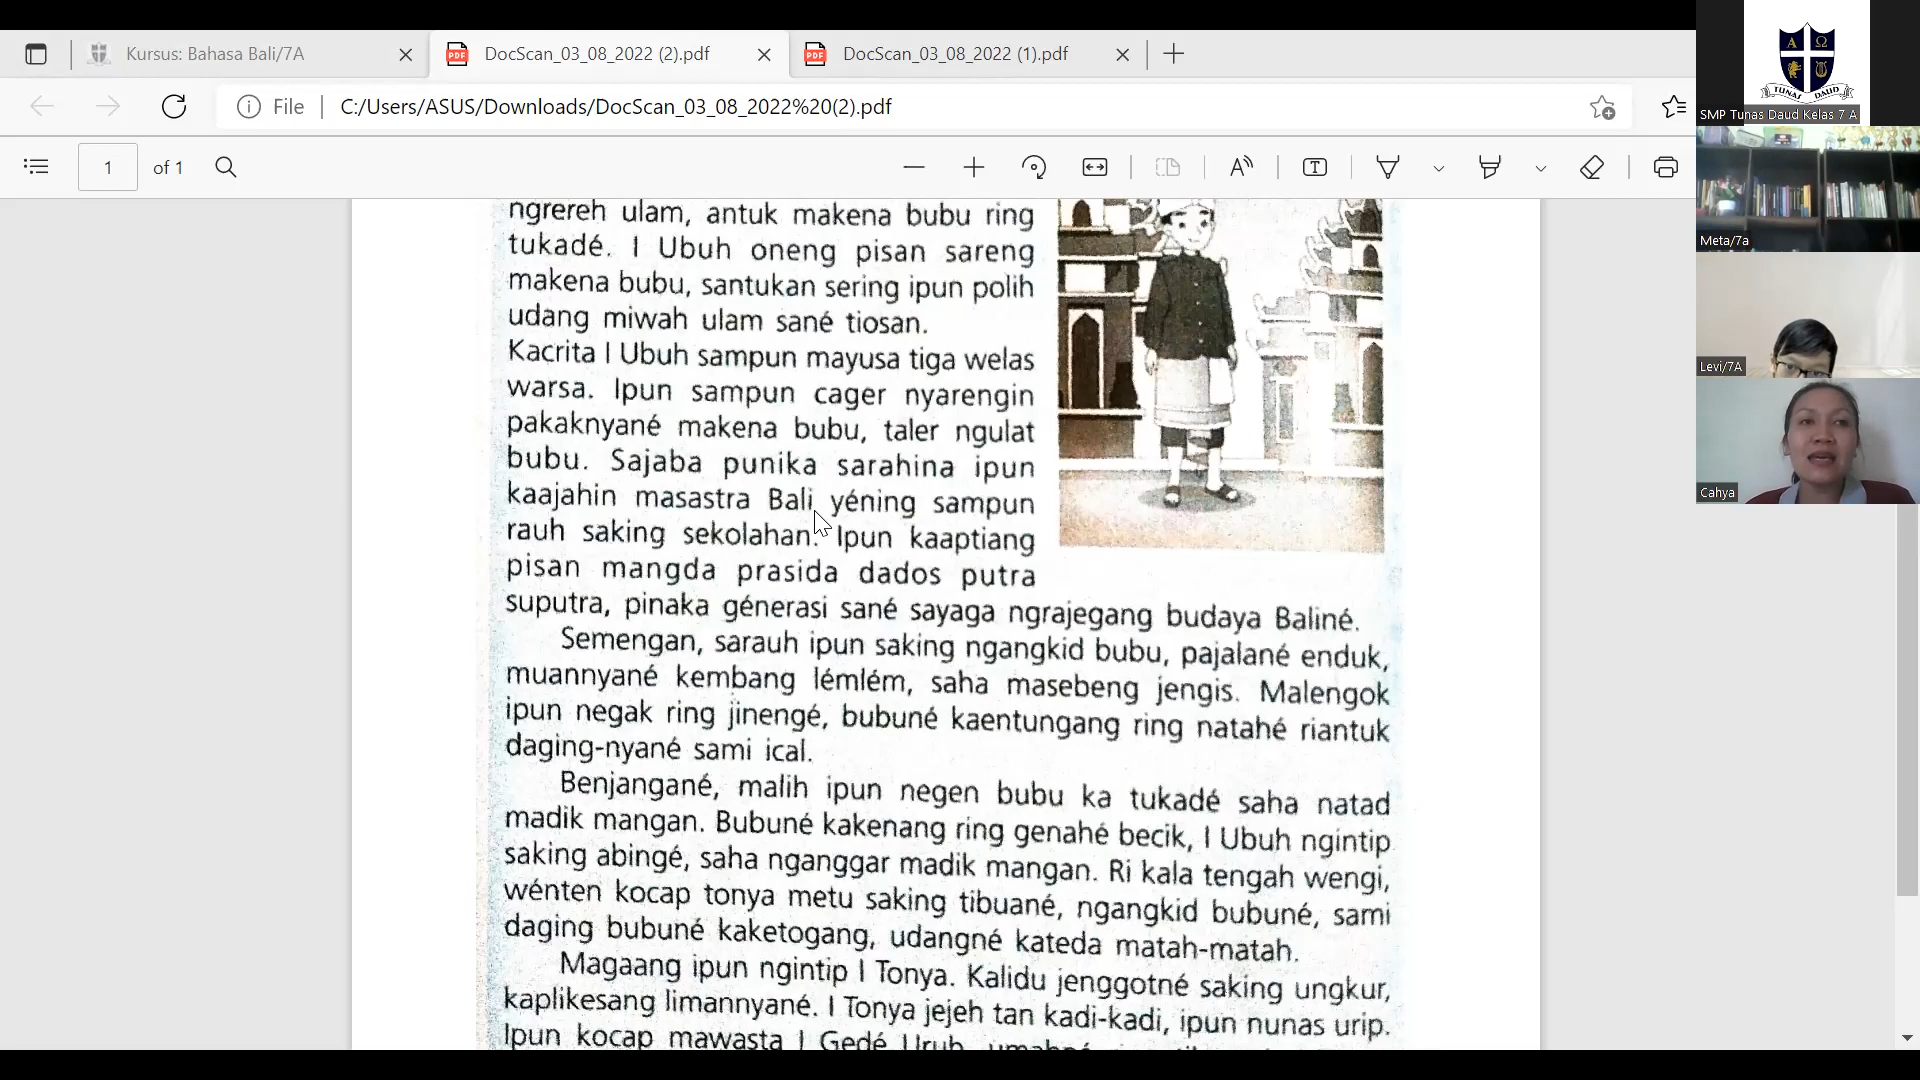 Kursus: Bahasa Bali/7A
DocScan_03_08_2022 (2).pdf
DocScan_03_08_2022 (1).pdf
File
C:/Users/ASUS/Downloads/DocScan_03_08_2022%20(2).pdf
1 of 1
ngrereh ulam, antuk makena bubu ring
tukadé. I Ubuh oneng pisan sareng
makena bubu, santukan sering ipun polih
udang miwah ulam sané tiosan.
Kacrita I Ubuh sampun mayusa tiga welas
warsa. Ipun sampun cager nyarengin
pakaknyané makena bubu, taler ngulat
bubu. Sajaba punika sarahina ipun
kaajahin masastra Bali yéning sampun
rauh saking sekolahan. Ipun kaaptiang
pisan mangda prasida dados putra
suputra, pinaka générasi sané sayaga ngrajegang budaya Baliné.
Semengan, sarauh ipun saking ngangkid bubu, pajalané enduk,
muannyané kembang lémlém, saha masebeng jengis. Malengok
ipun negak ring jinengé, bubuné kaentungang ring natahé riantuk
daging-nyané sami ical.
Benjangané, malih ipun negen bubu ka tukadé saha natad
madik mangan. Bubuné kakenang ring genahé becik, I Ubuh ngintip
saking abingé, saha nganggar madik mangan. Ri kala tengah wengi,
wénten kocap tonya metu saking tibuané, ngangkid bubuné, sami
daging bubuné kaketogang, udangné kateda matah-matah.
Magaang ipun ngintip I Tonya. Kalidu jenggotné saking ungkur,
kaplikesang limannyané. I Tonya jejeh tan kadi-kadi, ipun nunas urip.
Ipun kocap mawasta I Gedé Uruh,
A Ω
TUNAS DAUD
SMP Tunas Daud Kelas 7 A
Meta/7a
Levi/7A
Cahya